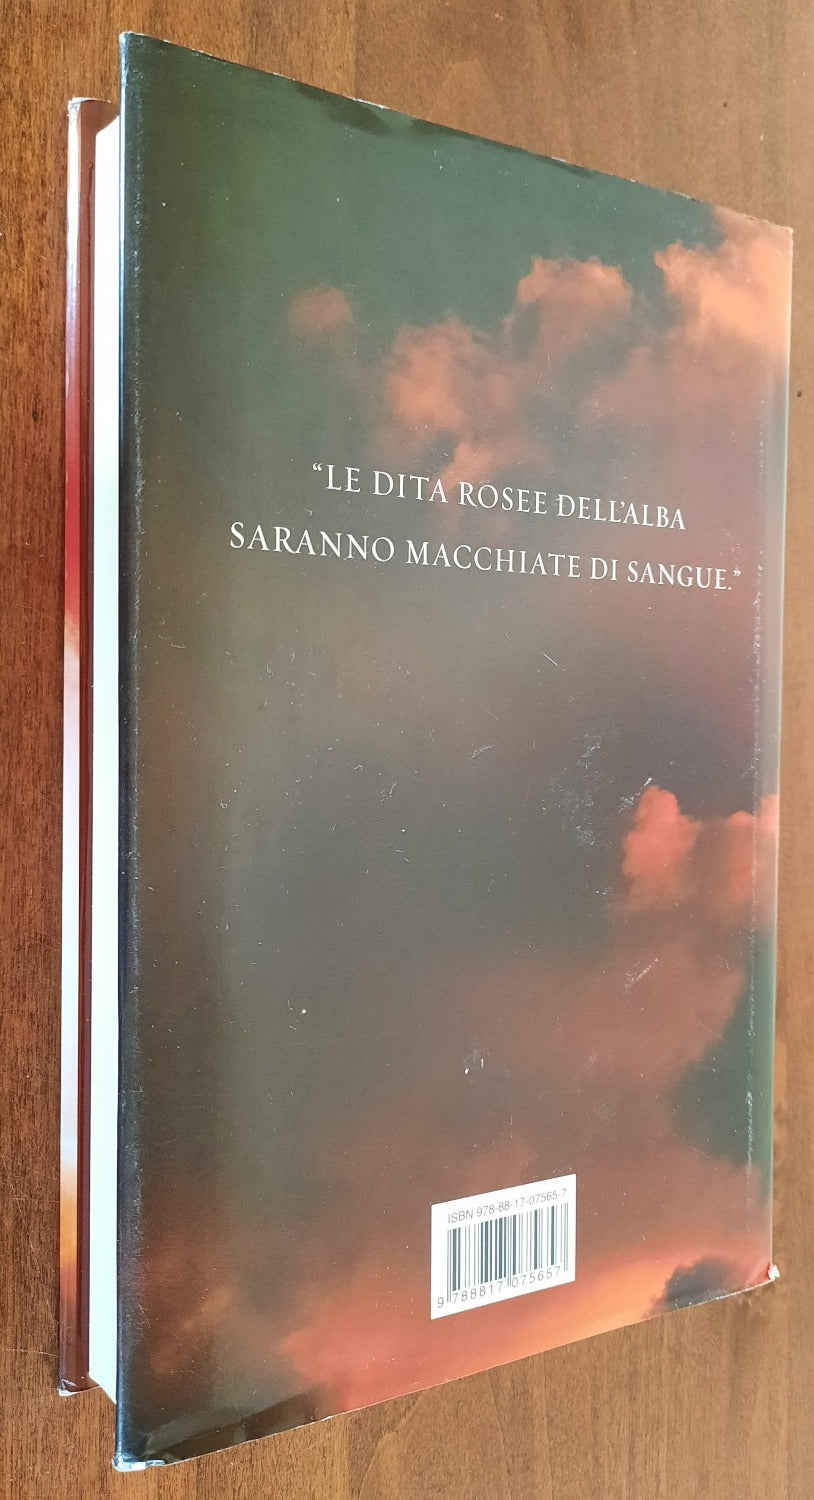 “LE DITA ROSEE DELL’ALBA
SARANNO MACCHIATE DI SANGUE.”
ISBN 978-88-17-07565-7
9 788817 075657